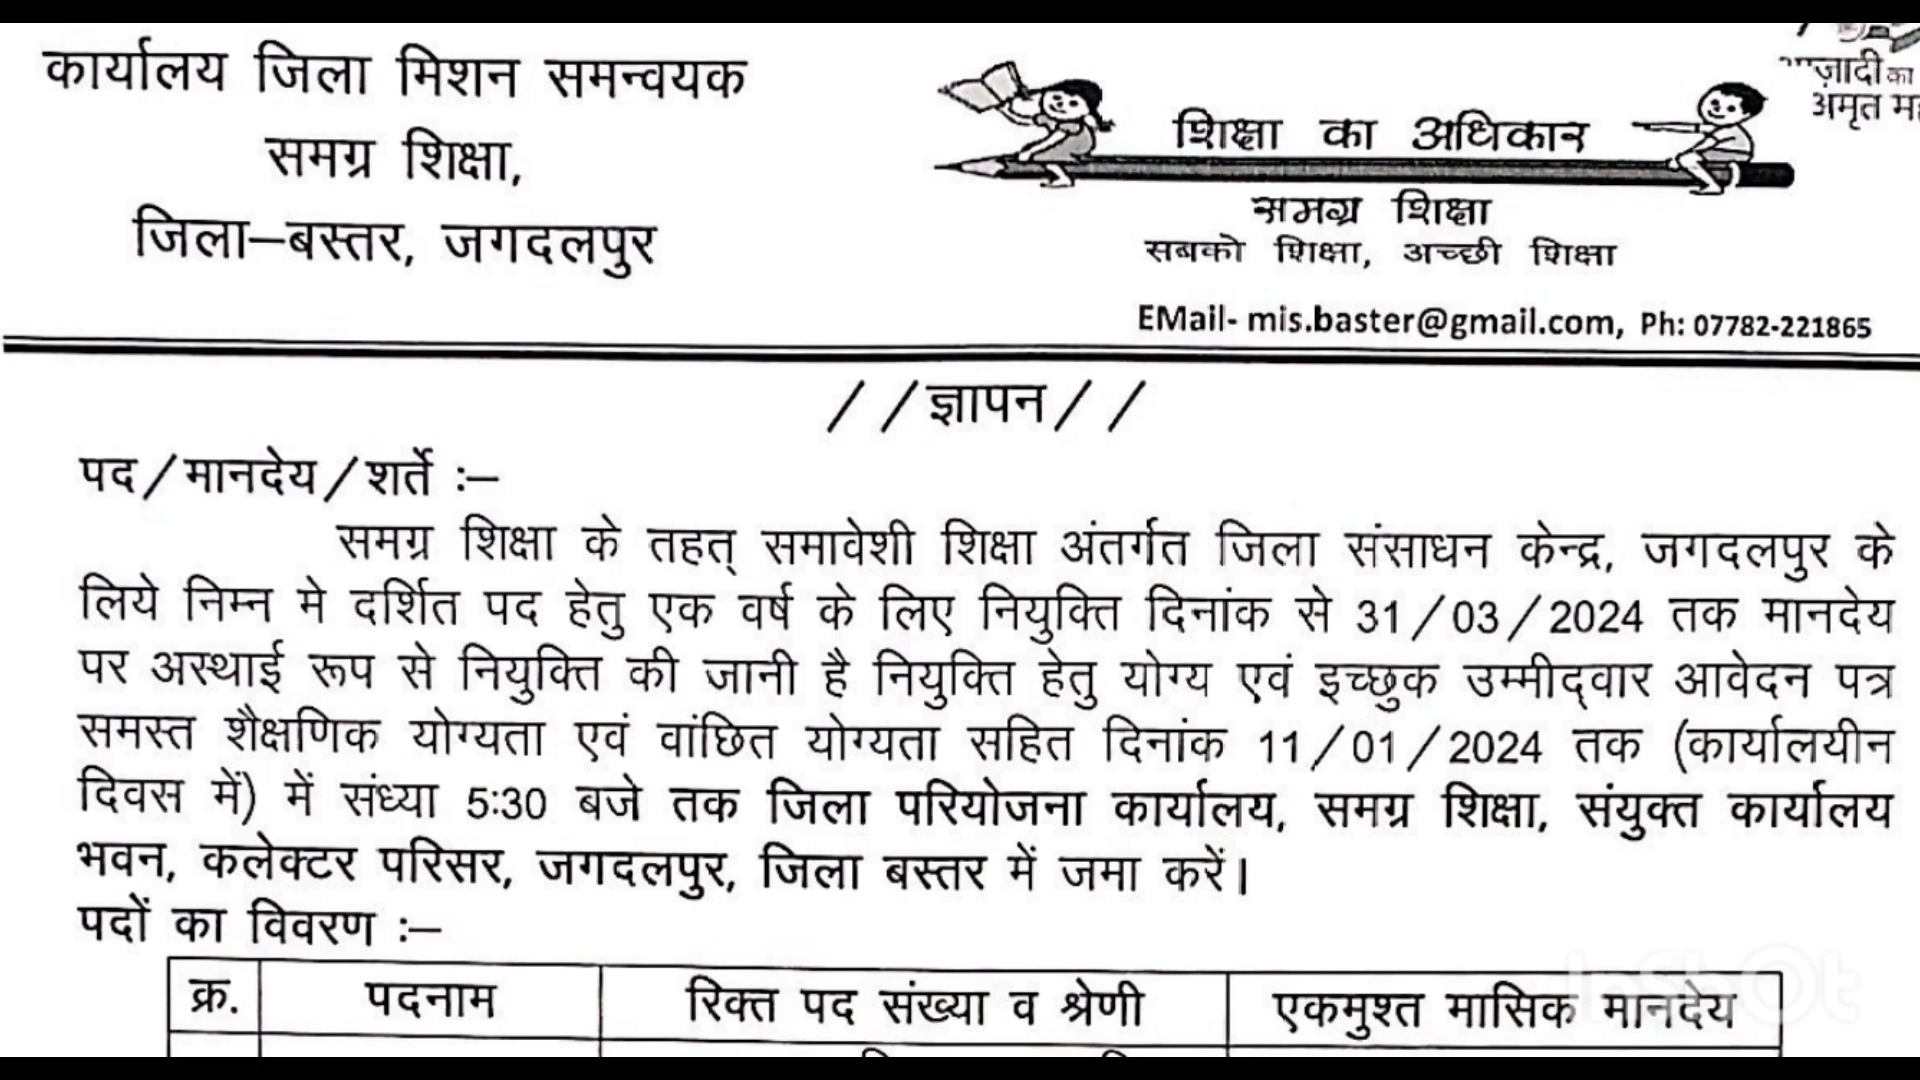 कार्यालय जिला मिशन समन्वयक
समग्र शिक्षा,
जिला–बस्तर, जगदलपुर
शिक्षा का अधिकार
समग्र शिक्षा
सबको शिक्षा, अच्छी शिक्षा
का
अमृत
EMail- mis.baster@gmail.com, Ph: 07782-221865
//ज्ञापन//
पद/मानदेय/शर्ते :–
समग्र शिक्षा के तहत् समावेशी शिक्षा अंतर्गत जिला संसाधन केन्द्र, जगदलपुर के
लिये निम्न मे दर्शित पद हेतु एक वर्ष के लिए नियुक्ति दिनांक से 31/03/2024 तक मानदेय
पर अस्थाई रूप से नियुक्ति की जानी है नियुक्ति हेतु योग्य एवं इच्छुक उम्मीद्वार आवेदन पत्र
समस्त शैक्षणिक योग्यता एवं वांछित योग्यता सहित दिनांक 11/01/2024 तक (कार्यालयीन
दिवस में) में संध्या 5:30 बजे तक जिला परियोजना कार्यालय, समग्र शिक्षा, संयुक्त कार्यालय
भवन, कलेक्टर परिसर, जगदलपुर, जिला बस्तर में जमा करें।
पदों का विवरण :–
क्र. पदनाम रिक्त पद संख्या व श्रेणी एकमुश्त मासिक मानदेय
InShOt